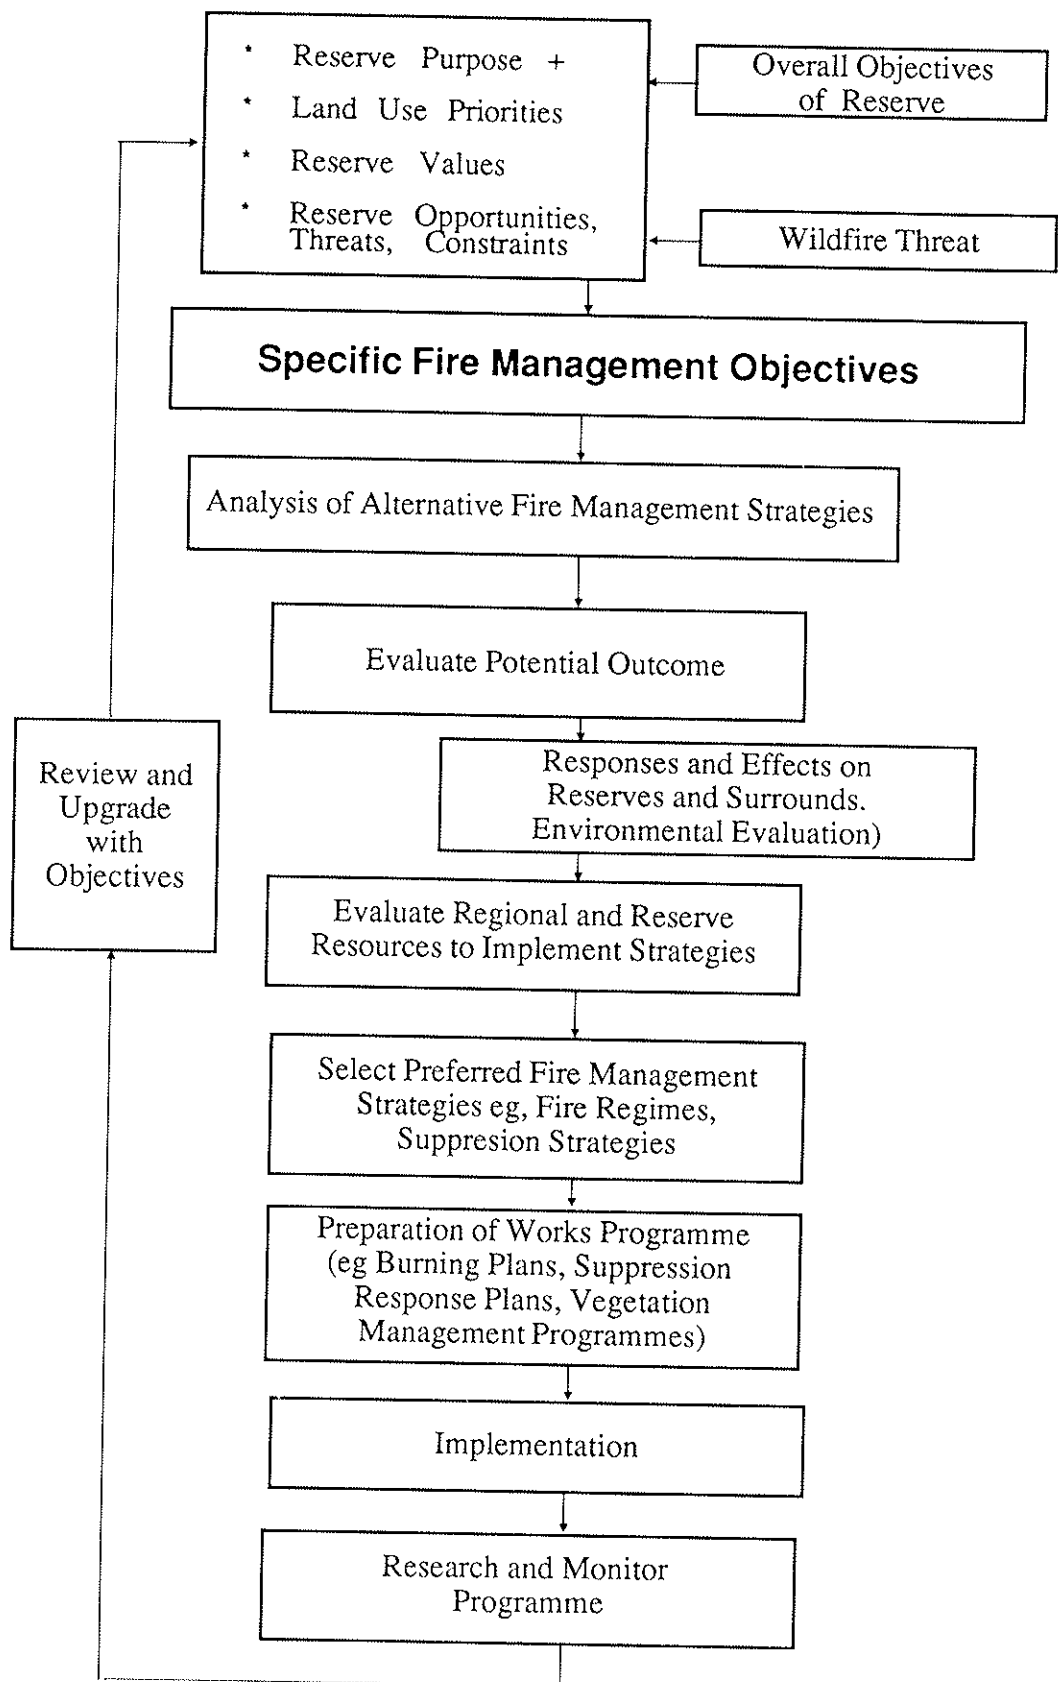 * Reserve Purpose +
* Land Use Priorities
* Reserve Values
* Reserve Opportunities,
Threats, Constraints
Overall Objectives
of Reserve
Wildfire Threat
Specific Fire Management Objectives
Analysis of Alternative Fire Management Strategies
Evaluate Potential Outcome
Responses and Effects on
Reserves and Surrounds.
Environmental Evaluation)
Evaluate Regional and Reserve
Resources to Implement Strategies
Select Preferred Fire Management
Strategies eg, Fire Regimes,
Suppresion Strategies
Preparation of Works Programme
(eg Burning Plans, Suppression
Response Plans, Vegetation
Management Programmes)
Implementation
Research and Monitor
Programme
Review and
Upgrade
with
Objectives